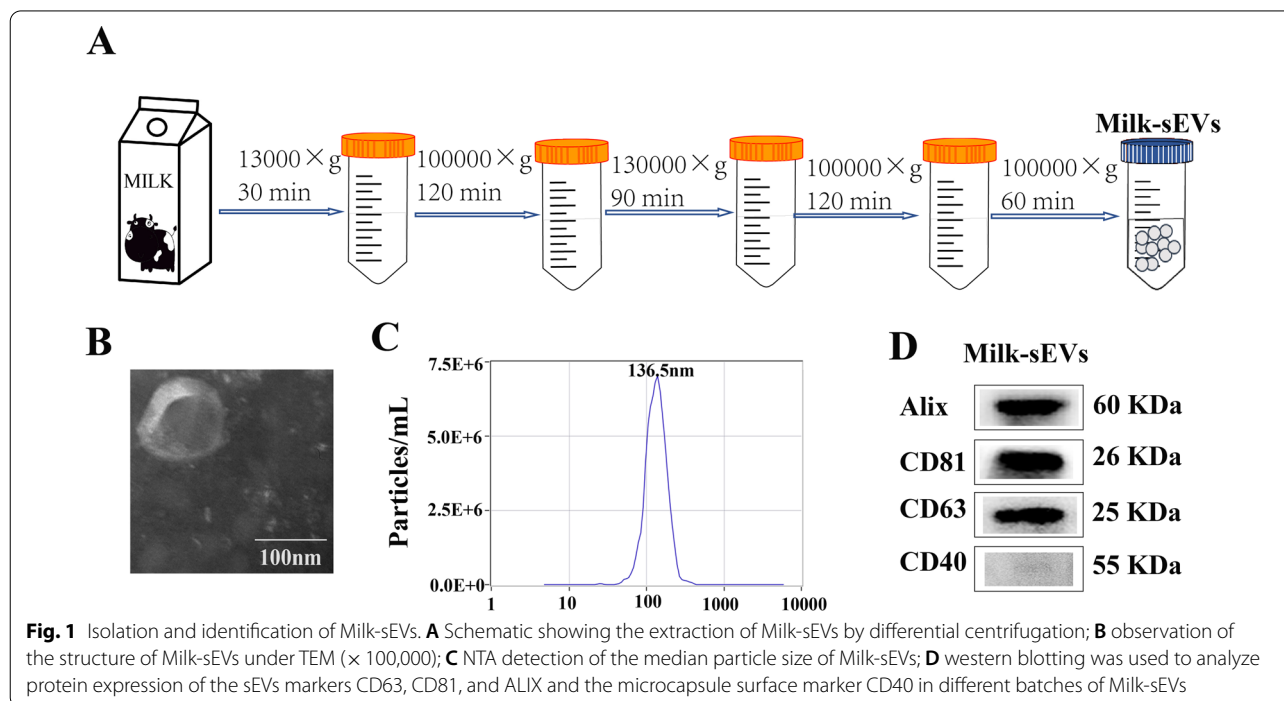 A
Milk-sEVs
13000×g
100000×g
130000×g
100000×g
100000×g
MILK
30 min
120 min
90 min
120 min
60 min
B
100nm
C
136.5nm
Particles/mL
7.5E+6
5.0E+6
2.5E+6
0.0E+0
1 10 100 1000 10000
D
Milk-sEVs
Alix 60 KDa
CD81 26 KDa
CD63 25 KDa
CD40 55 KDa
Fig. 1 Isolation and identification of Milk-sEVs. A Schematic showing the extraction of Milk-sEVs by differential centrifugation; B observation of
the structure of Milk-sEVs under TEM (× 100,000); C NTA detection of the median particle size of Milk-sEVs; D western blotting was used to analyze
protein expression of the sEVs markers CD63, CD81, and ALIX and the microcapsule surface marker CD40 in different batches of Milk-sEVs